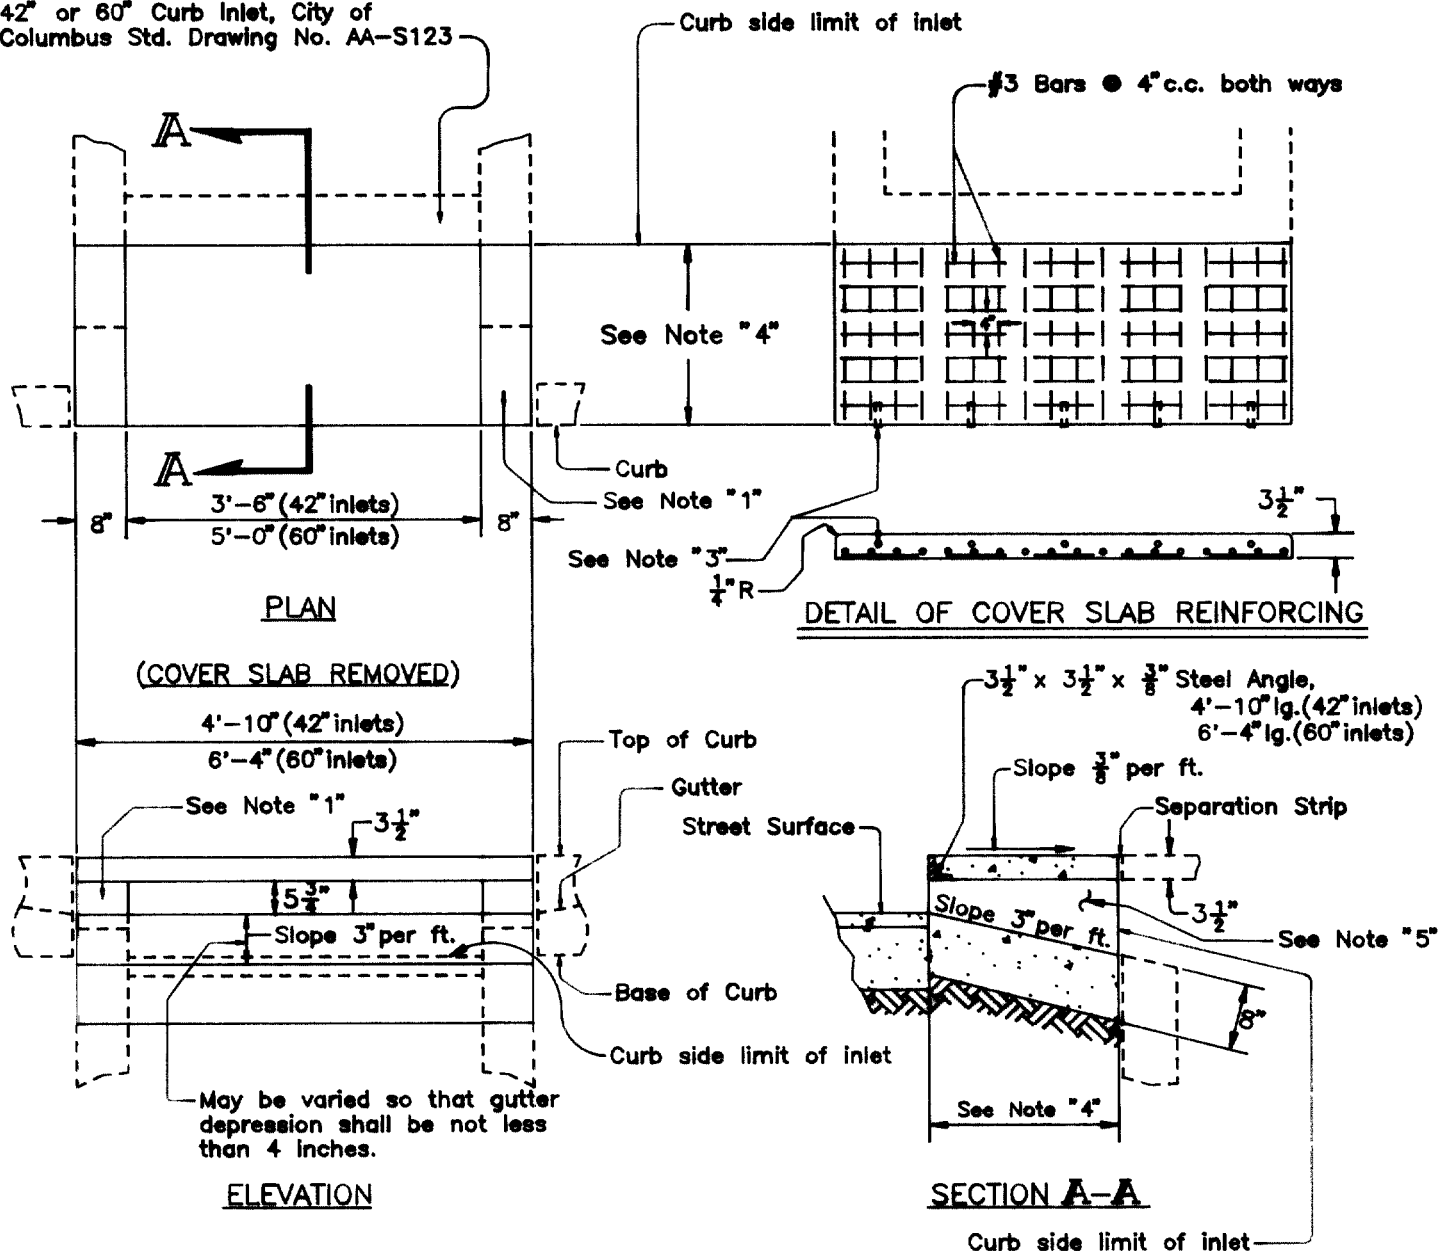 42" or 60" Curb Inlet, City of
Columbus Std. Drawing No. AA-S123
Curb side limit of inlet
#3 Bars @ 4"c.c. both ways
A
See Note "4"
4"
A
Curb
See Note "1"
8"
3'-6"(42"inlets)
5'-0"(60"inlets)
8"
3 1/2"
See Note "3"
1/4"R
PLAN
DETAIL OF COVER SLAB REINFORCING
(COVER SLAB REMOVED)
3 1/2" x 3 1/2" x 3/8" Steel Angle,
4'-10"lg.(42"inlets)
6'-4"lg.(60"inlets)
4'-10"(42"inlets)
6'-4"(60"inlets)
Top of Curb
Slope 3/8" per ft.
Gutter
See Note "1"
3 1/2"
Street Surface
Separation Strip
5 3/4"
Slope 3"per ft.
Slope 3"per ft.
3 1/2"
See Note "5"
Base of Curb
8"
Curb side limit of inlet
May be varied so that gutter
depression shall be not less
than 4 inches.
See Note "4"
ELEVATION
SECTION A-A
Curb side limit of inlet